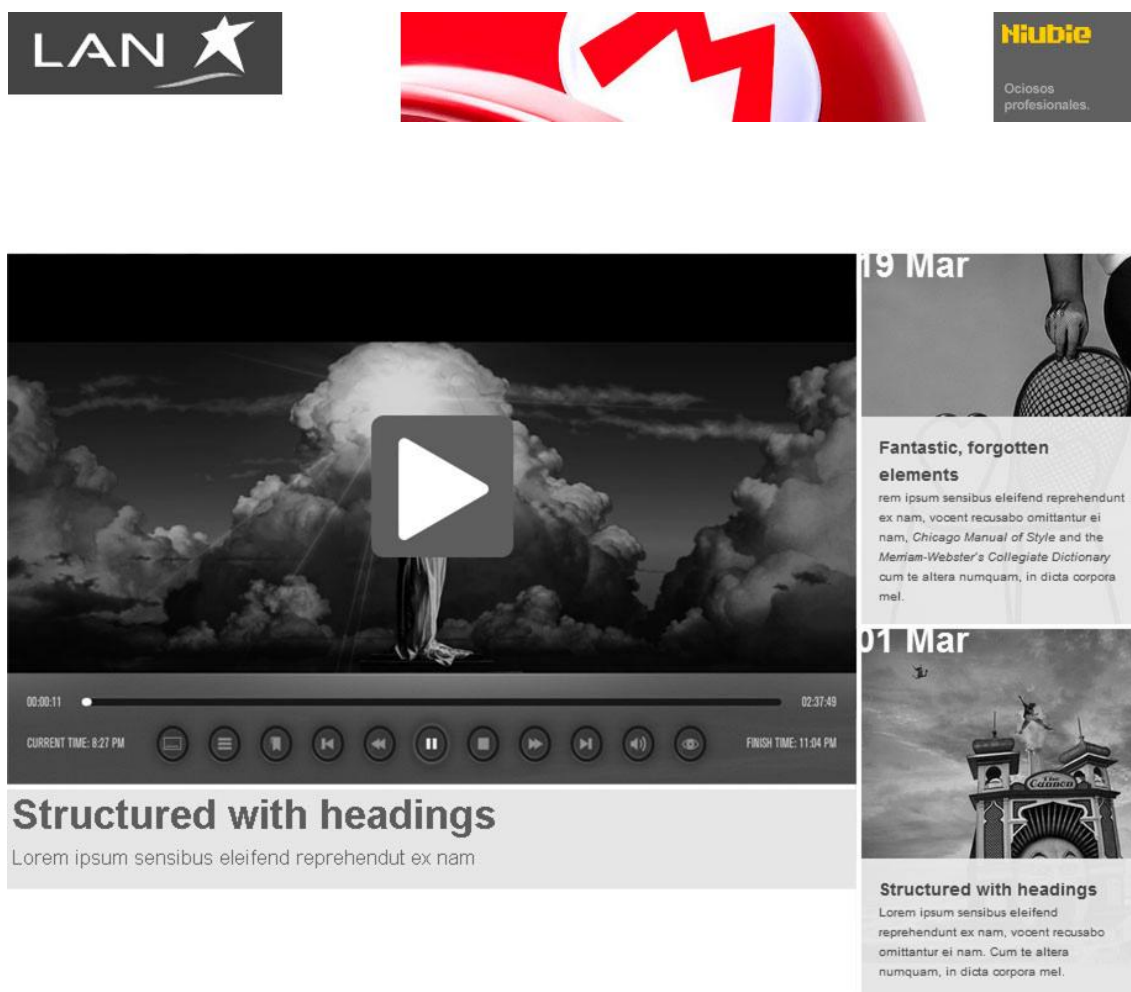 LAN
M
Niubie
Ociosos
profesionales.
00:00:11
02:37:49
CURRENT TIME: 8:27 PM
FINISH TIME: 11:04 PM
Structured with headings
Lorem ipsum sensibus eleifend reprehendut ex nam
19 Mar
Fantastic, forgotten
elements
rem ipsum sensibus eleifend reprehendunt
ex nam, vocent recusabo omittantur ei
nam, Chicago Manual of Style and the
Merriam-Webster's Collegiate Dictionary
cum te altera numquam, in dicta corpora
mel.
01 Mar
The
Cannon
Structured with headings
Lorem ipsum sensibus eleifend
reprehendunt ex nam, vocent recusabo
omittantur ei nam. Cum te altera
numquam, in dicta corpora mel.